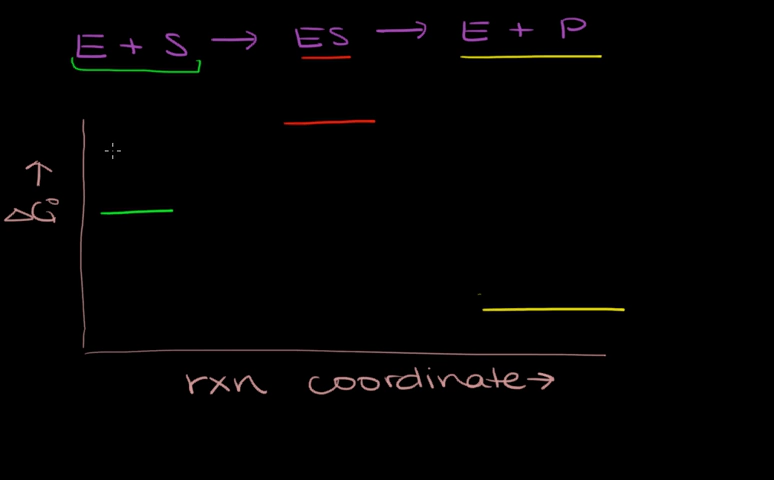 E + S → ES → E + P
↑
ΔG°
rxn coordinate→